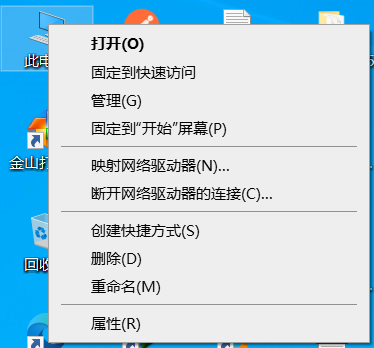 打开(O)
固定到快速访问
管理(G)
固定到“开始”屏幕(P)
映射网络驱动器(N)...
断开网络驱动器的连接(C)...
创建快捷方式(S)
删除(D)
重命名(M)
属性(R)
此电
金山打
回收